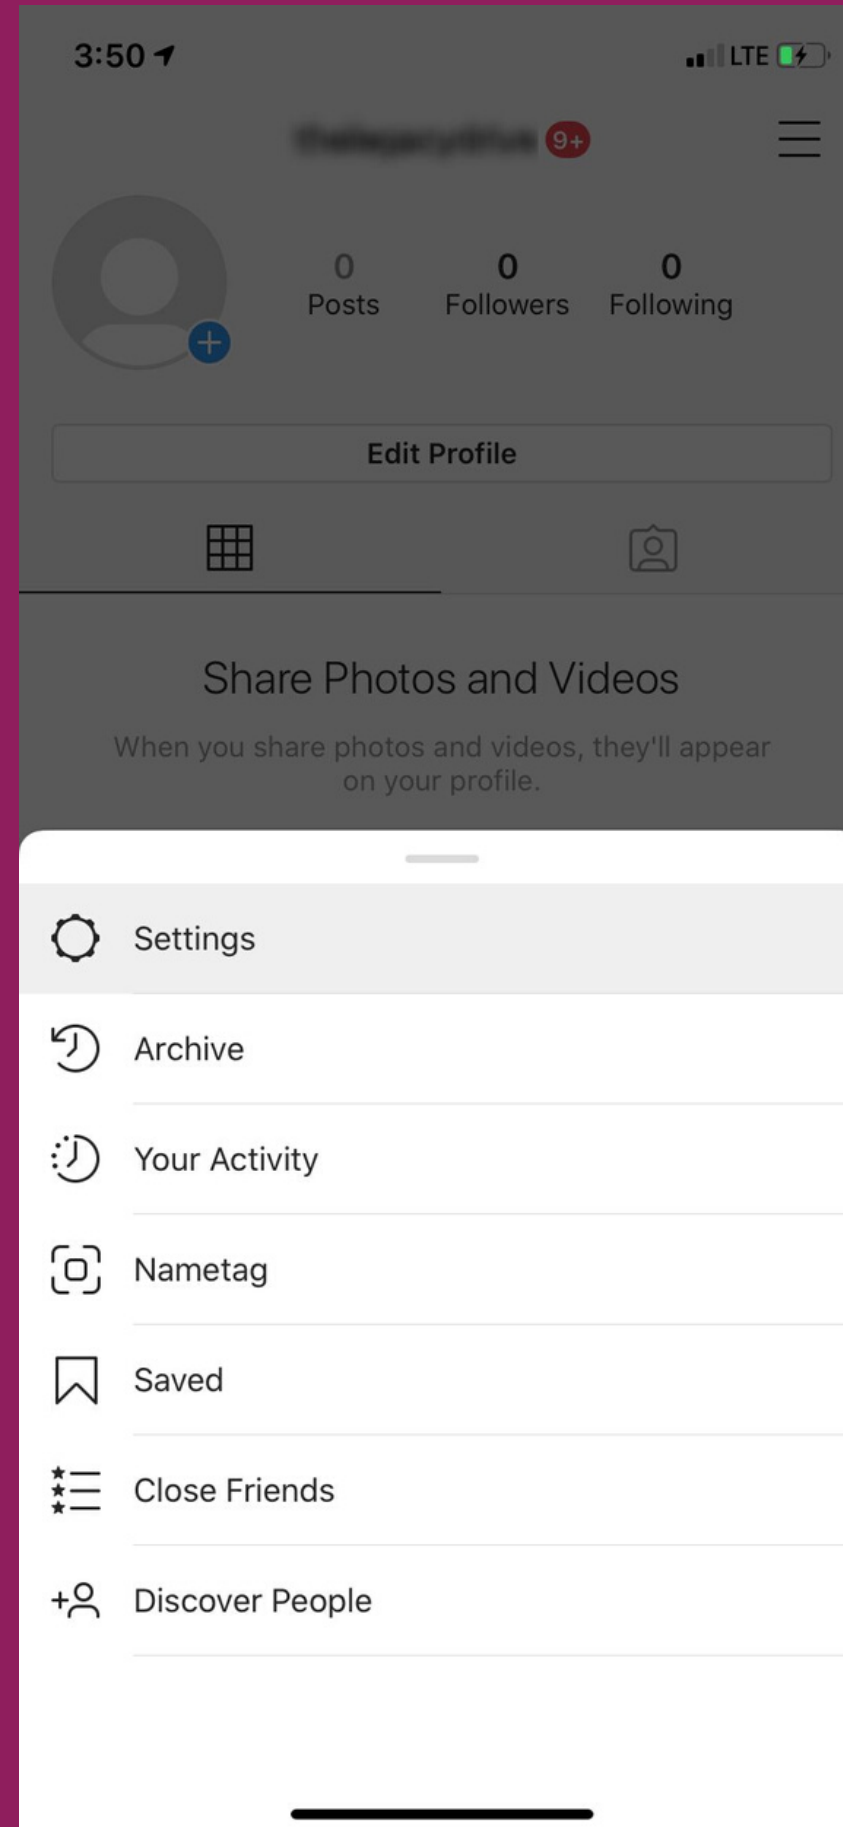 3:50
LTE
9+
0 0 0
Posts Followers Following
Edit Profile
Share Photos and Videos
When you share photos and videos, they'll appear
on your profile.
Settings
Archive
Your Activity
Nametag
Saved
Close Friends
Discover People